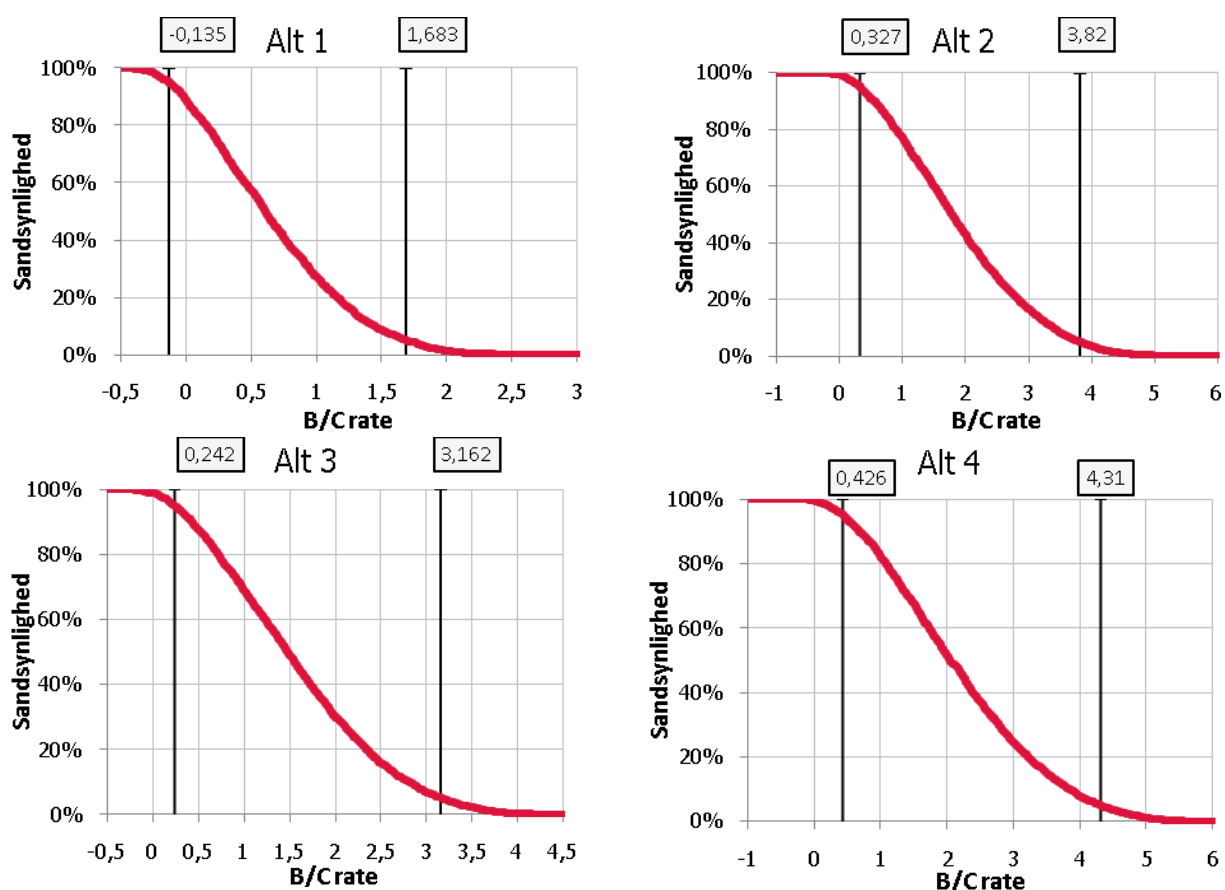 -0,135 Alt 1 1,683
100%
80%
60%
40%
20%
0%
Sandsynlighed
-0,5 0 0,5 1 1,5 2 2,5 3
B/C rate
0,327 Alt 2 3,82
100%
80%
60%
40%
20%
0%
Sandsynlighed
-1 0 1 2 3 4 5 6
B/C rate
0,242 Alt 3 3,162
100%
80%
60%
40%
20%
0%
Sandsynlighed
-0,5 0 0,5 1 1,5 2 2,5 3 3,5 4 4,5
B/C rate
0,426 Alt 4 4,31
100%
80%
60%
40%
20%
0%
Sandsynlighed
-1 0 1 2 3 4 5 6
B/C rate